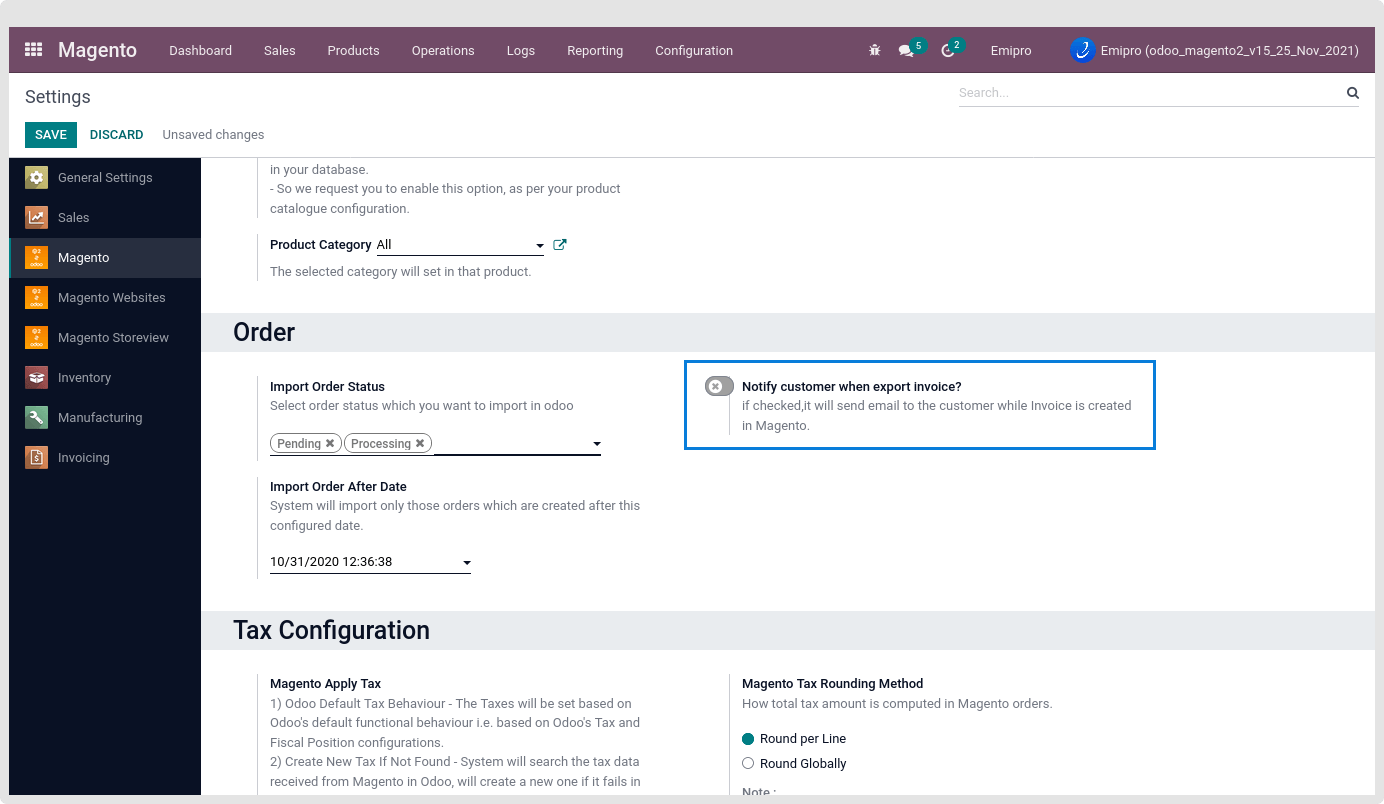 Magento Dashboard Sales Products Operations Logs Reporting Configuration 5 2 Emipro Emipro (odoo_magento2_v15_25_Nov_2021)
Settings
Search...
SAVE DISCARD Unsaved changes
General Settings
Sales
Magento
Magento Websites
Magento Storeview
Inventory
Manufacturing
Invoicing
in your database.
- So we request you to enable this option, as per your product
catalogue configuration.
Product Category All
The selected category will set in that product.
Order
Import Order Status
Select order status which you want to import in odoo
Pending Processing
Notify customer when export invoice?
if checked,it will send email to the customer while Invoice is created
in Magento.
Import Order After Date
System will import only those orders which are created after this
configured date.
10/31/2020 12:36:38
Tax Configuration
Magento Apply Tax
1) Odoo Default Tax Behaviour - The Taxes will be set based on
Odoo's default functional behaviour i.e. based on Odoo's Tax and
Fiscal Position configurations.
2) Create New Tax If Not Found - System will search the tax data
received from Magento in Odoo, will create a new one if it fails in
Magento Tax Rounding Method
How total tax amount is computed in Magento orders.
Round per Line
Round Globally
Note :